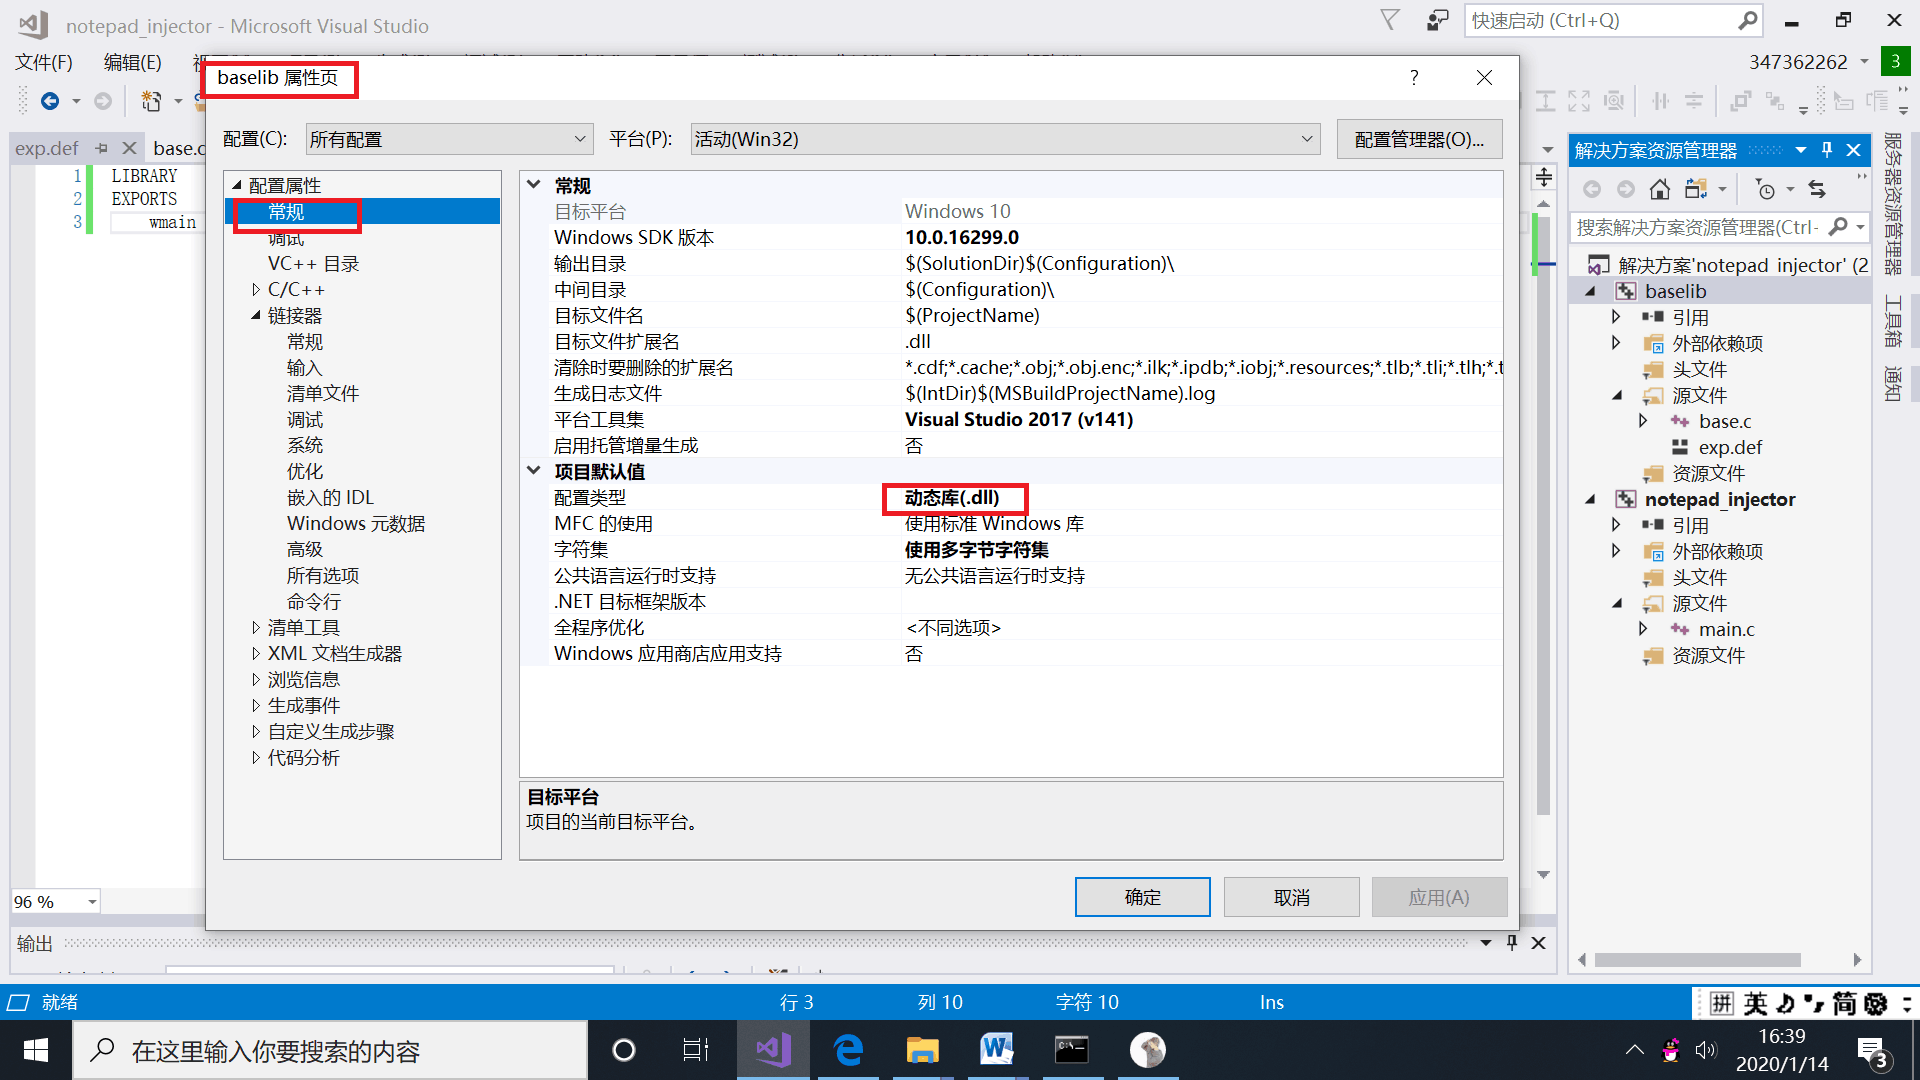 notepad_injector - Microsoft Visual Studio
快速启动 (Ctrl+Q)
文件(F)
编辑(E)
347362262
3
baselib 属性页
?
配置(C):
所有配置
平台(P):
活动(Win32)
配置管理器(O)...
exp.def
base.c
1 LIBRARY
2 EXPORTS
3 wmain
配置属性
常规
调试
VC++ 目录
C/C++
链接器
常规
输入
清单文件
调试
系统
优化
嵌入的 IDL
Windows 元数据
高级
所有选项
命令行
清单工具
XML 文档生成器
浏览信息
生成事件
自定义生成步骤
代码分析
常规
目标平台 Windows 10
Windows SDK 版本 10.0.16299.0
输出目录 $(SolutionDir)$(Configuration)\
中间目录 $(Configuration)\
目标文件名 $(ProjectName)
目标文件扩展名 .dll
清除时要删除的扩展名 *.cdf;*.cache;*.obj;*.obj.enc;*.ilk;*.ipdb;*.iobj;*.resources;*.tlb;*.tli;*.tlh;*.t
生成日志文件 $(IntDir)$(MSBuildProjectName).log
平台工具集 Visual Studio 2017 (v141)
启用托管增量生成 否
项目默认值
配置类型 动态库(.dll)
MFC 的使用 使用标准 Windows 库
字符集 使用多字节字符集
公共语言运行时支持 无公共语言运行时支持
.NET 目标框架版本
全程序优化 <不同选项>
Windows 应用商店应用支持 否
目标平台
项目的当前目标平台。
确定
取消
应用(A)
解决方案资源管理器
搜索解决方案资源管理器(Ctrl-
解决方案'notepad_injector' (2
baselib
引用
外部依赖项
头文件
源文件
base.c
exp.def
资源文件
notepad_injector
引用
外部依赖项
头文件
源文件
main.c
资源文件
服务器资源管理器
工具箱
通知
96 %
输出
就绪
行 3
列 10
字符 10
Ins
拼 英 简
在这里输入你要搜索的内容
16:39
2020/1/14
3